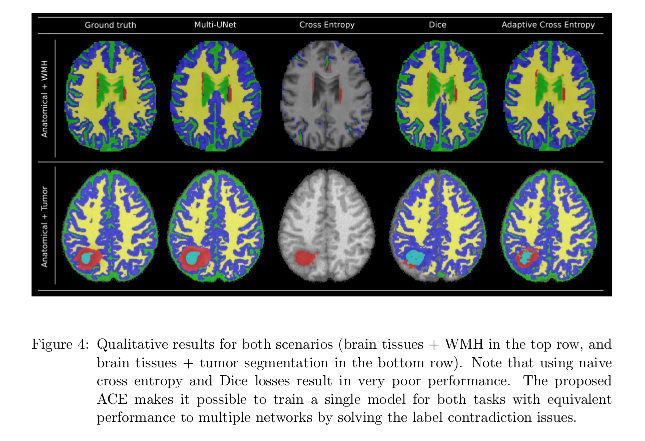 Ground truth
Multi-UNet
Cross Entropy
Dice
Adaptive Cross Entropy
Anatomical + WMH
Anatomical + Tumor
Figure 4: Qualitative results for both scenarios (brain tissues + WMH in the top row, and
brain tissues + tumor segmentation in the bottom row). Note that using naive
cross entropy and Dice losses result in very poor performance. The proposed
ACE makes it possible to train a single model for both tasks with equivalent
performance to multiple networks by solving the label contradiction issues.